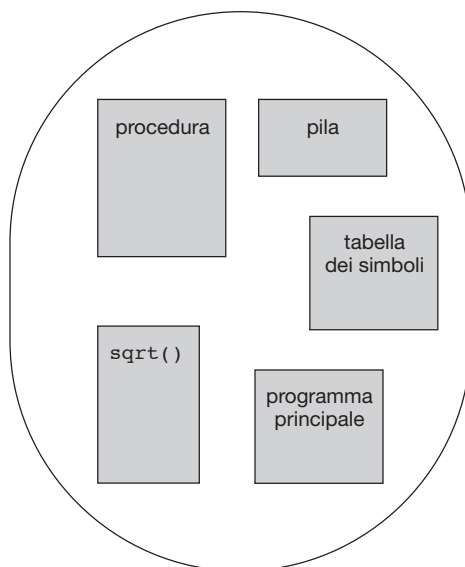 procedura
pila
tabella
dei simboli
sqrt()
programma
principale